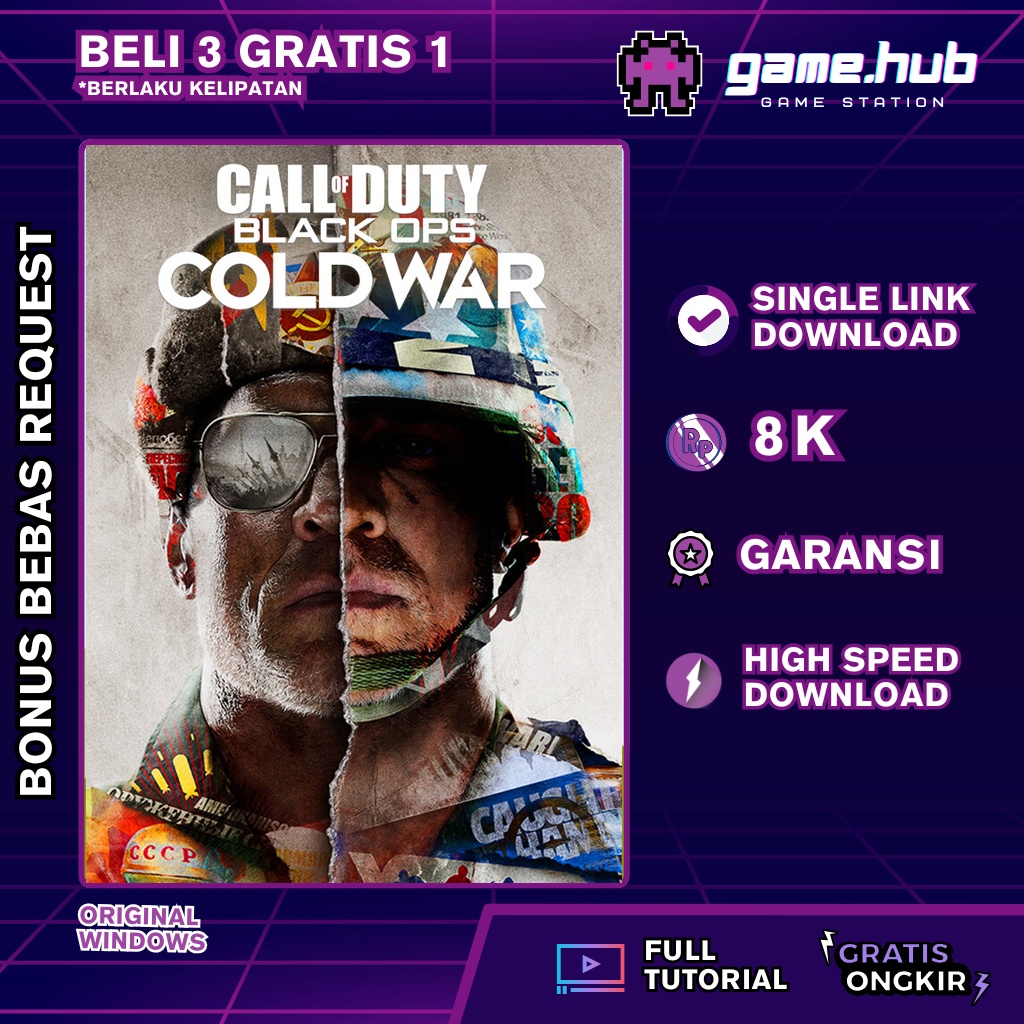 BELI 3 GRATIS 1
*BERLAKU KELIPATAN
game.hub
GAME STATION
BONUS BEBAS REQUEST
CALL OF DUTY
BLACK OPS
COLD WAR
CCCP
SINGLE LINK
DOWNLOAD
RP
8K
GARANSI
HIGH SPEED
DOWNLOAD
ORIGINAL
WINDOWS
FULL
TUTORIAL
GRATIS
ONGKIR